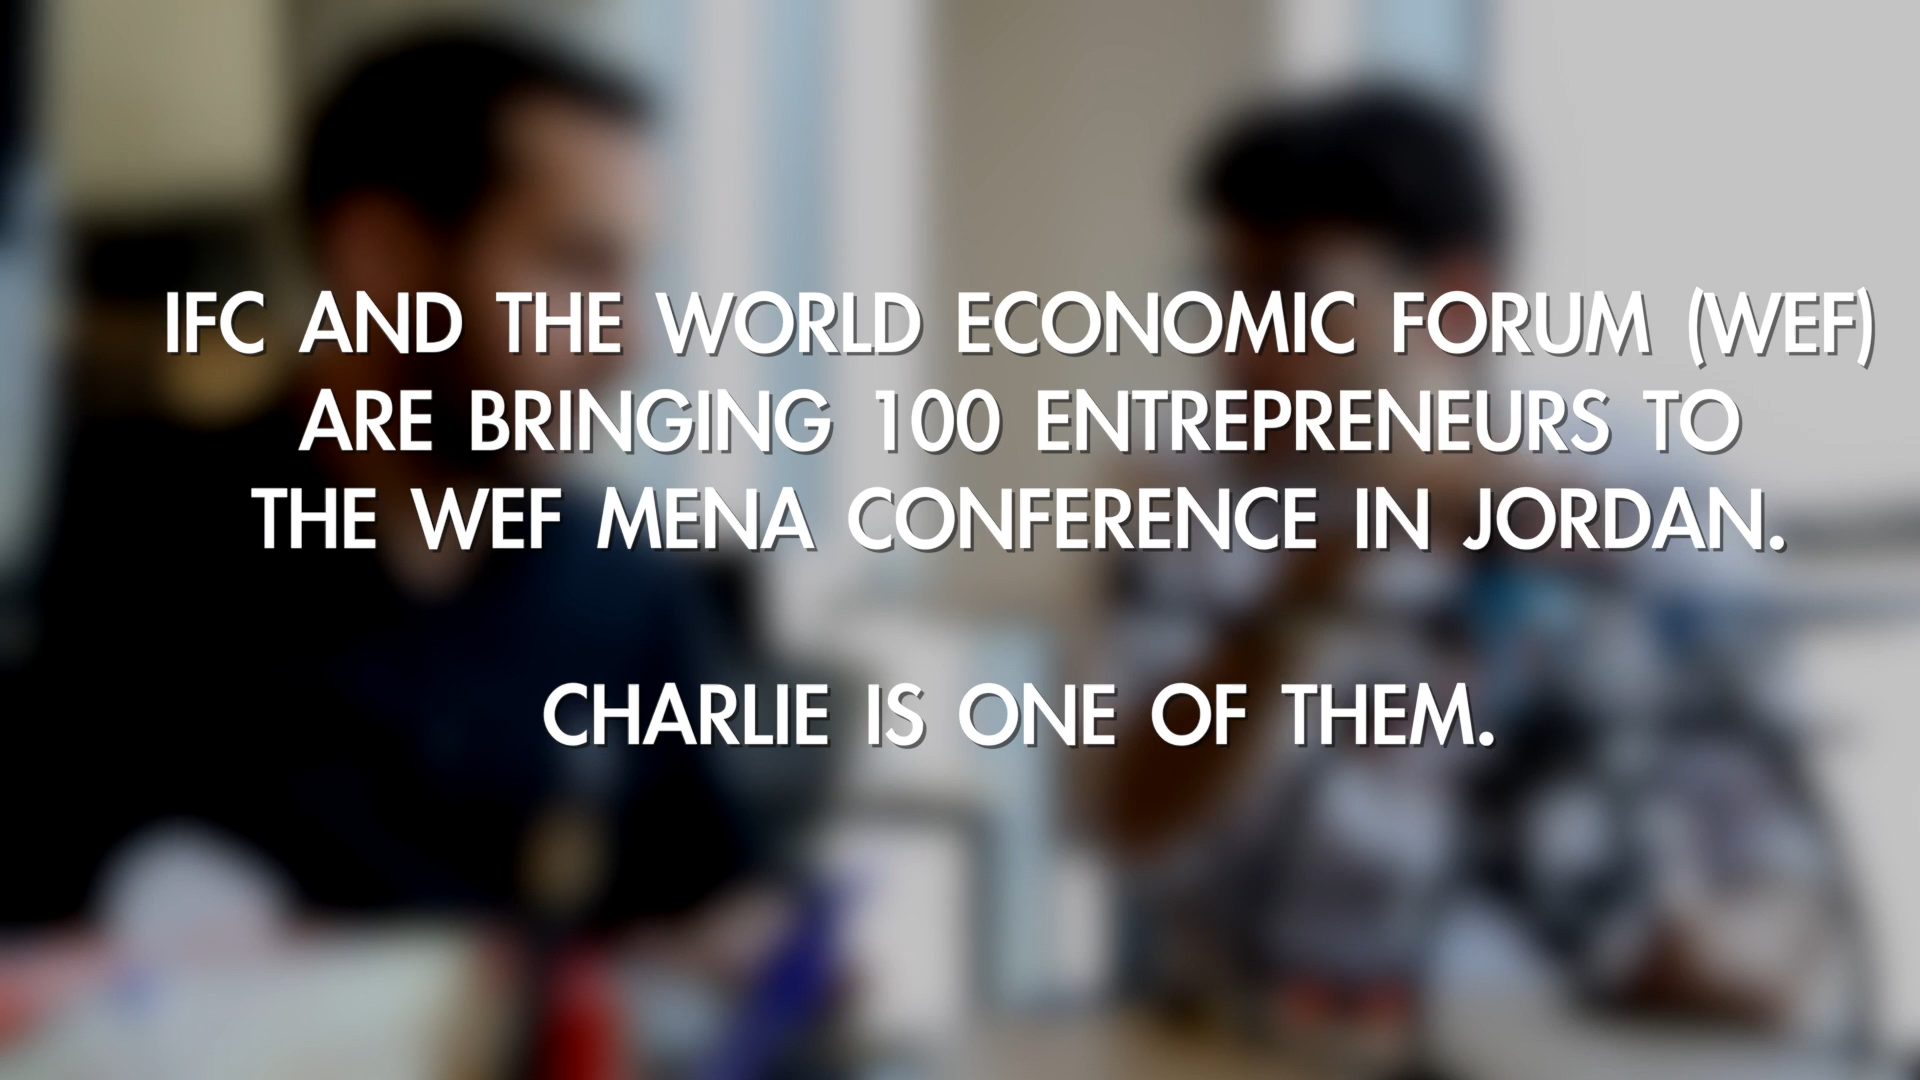 IFC AND THE WORLD ECONOMIC FORUM (WEF)
ARE BRINGING 100 ENTREPRENEURS TO
THE WEF MENA CONFERENCE IN JORDAN.
CHARLIE IS ONE OF THEM.